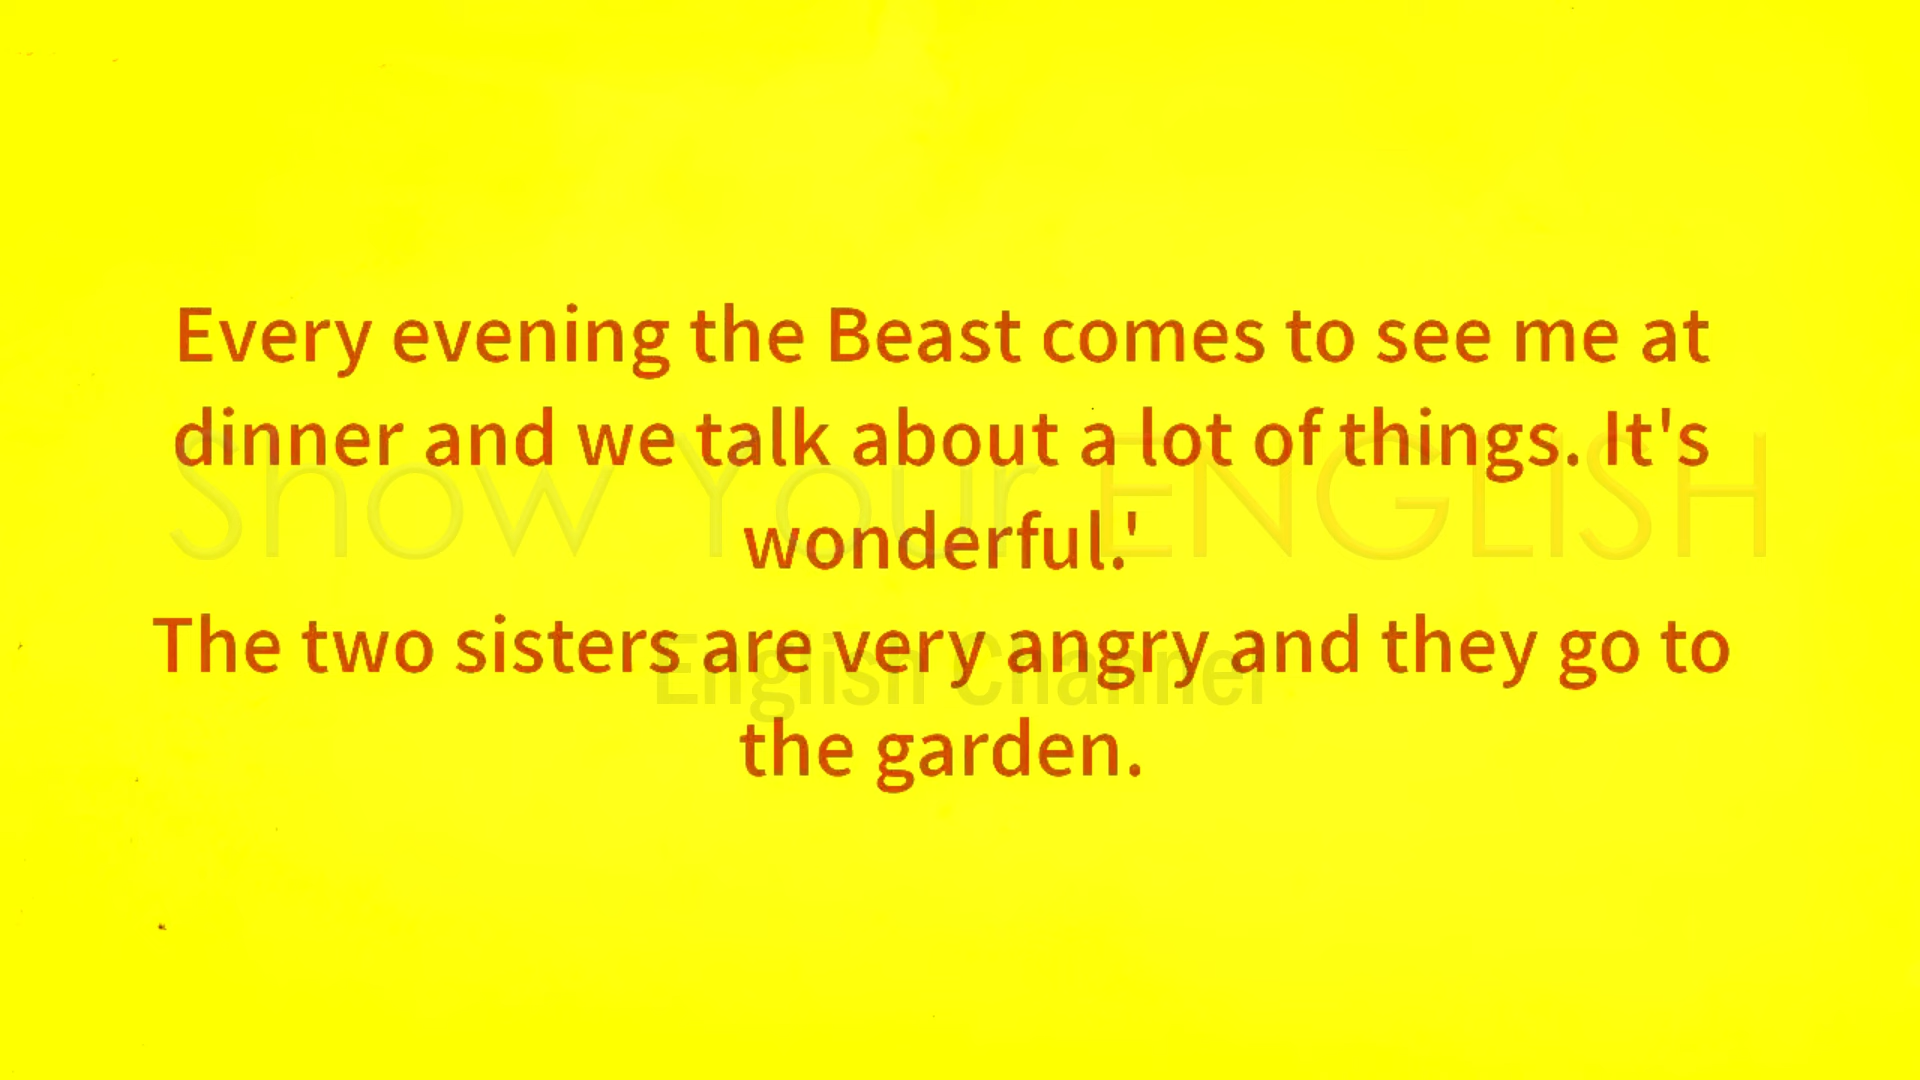 Every evening the Beast comes to see me at
dinner and we talk about a lot of things. It's
wonderful.'
The two sisters are very angry and they go to
the garden.
Show Your ENGLISH
English Channel